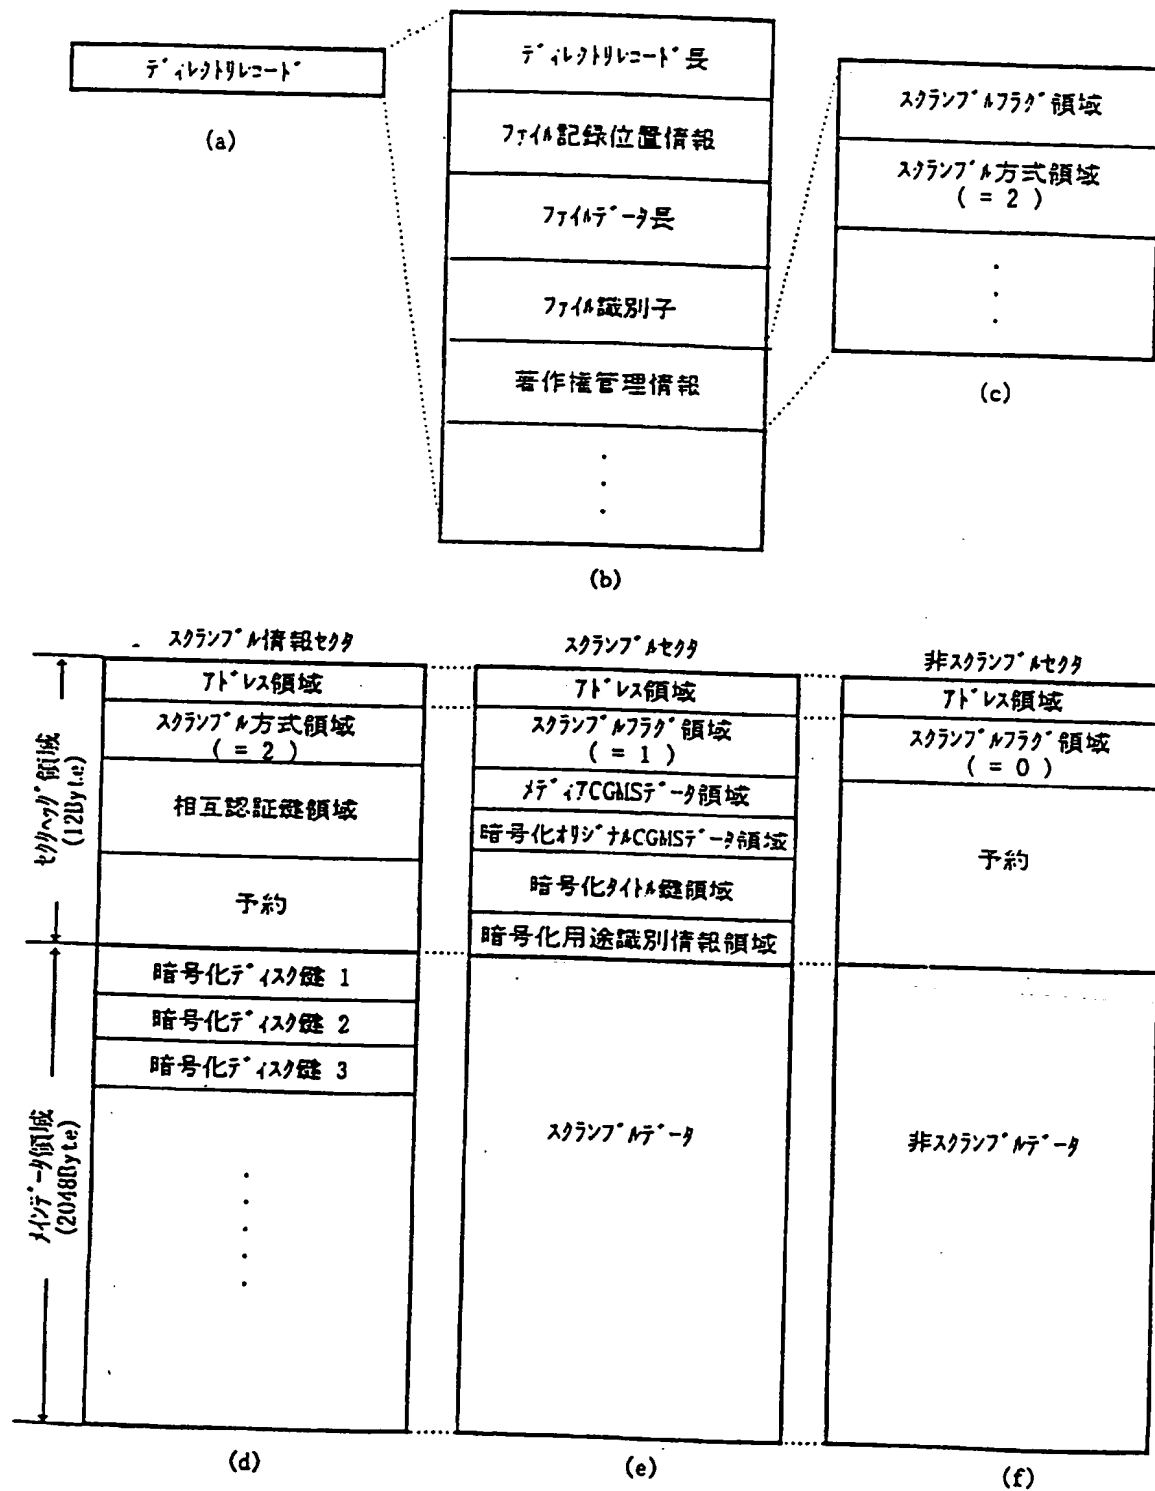 ディレクトリレコード
(a)
ディレクトリレコード長
ファイル記録位置情報
ファイルデータ長
ファイル識別子
著作権管理情報
(b)
スクランブルフラグ領域
スクランブル方式領域
( = 2 )
(c)
スクランブル情報セクタ
アドレス領域
スクランブル方式領域
( = 2 )
相互認証鍵領域
予約
暗号化ディスク鍵 1
暗号化ディスク鍵 2
暗号化ディスク鍵 3
セクタヘッダ領域
(12Byte)
メインデータ領域
(2048Byte)
(d)
スクランブルセクタ
アドレス領域
スクランブルフラグ領域
( = 1 )
メディアCGMSデータ領域
暗号化オリジナルCGMSデータ領域
暗号化タイトル鍵領域
暗号化用途識別情報領域
スクランブルデータ
(e)
非スクランブルセクタ
アドレス領域
スクランブルフラグ領域
( = 0 )
予約
非スクランブルデータ
(f)